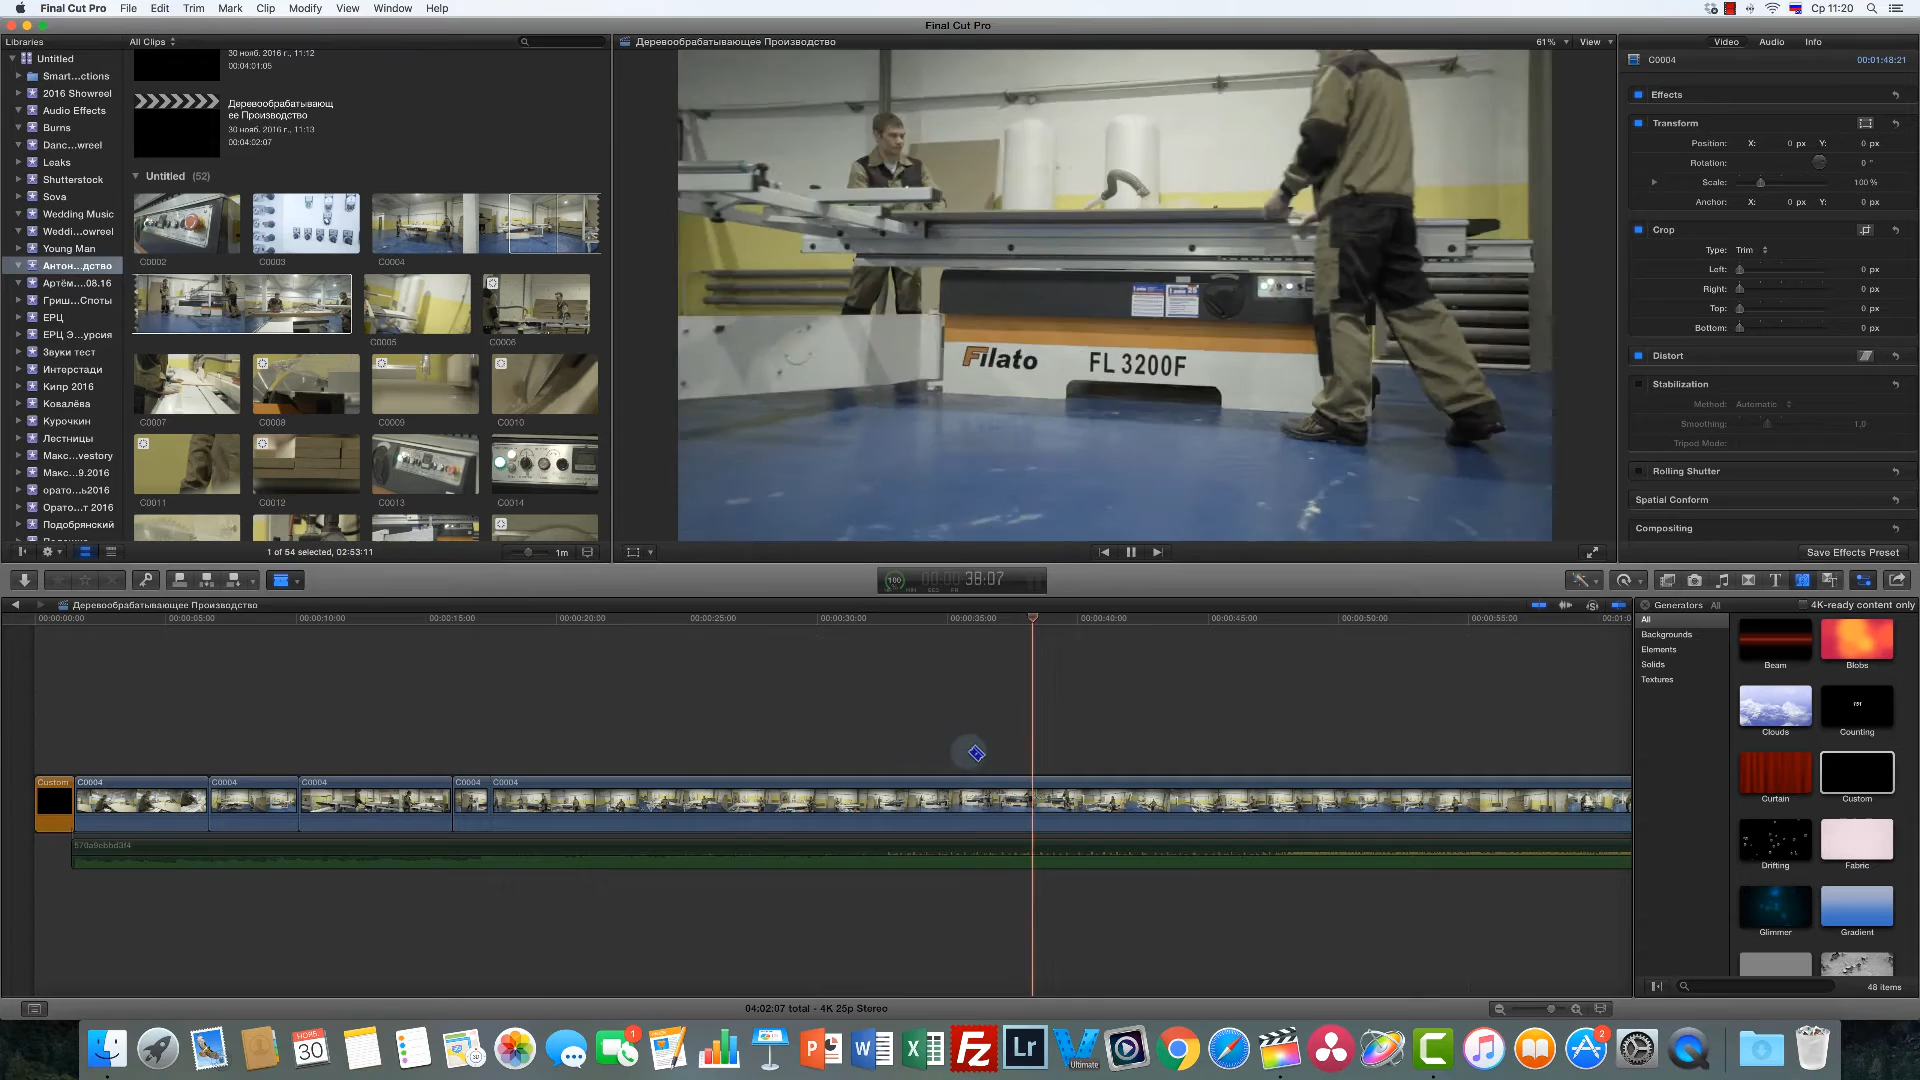 Final Cut Pro File Edit Trim Mark Clip Modify View Window Help
Ср 11:20
Final Cut Pro
Libraries
All Clips
Деревообрабатывающее Производство
61%
View
Video Audio Info
Untitled
Smart...ctions
2016 Showreel
Audio Effects
Burns
Danc...wreel
Leaks
Shutterstock
Sova
Wedding Music
Weddi...owreel
Young Man
Антон...дство
Артём....08.16
Гриш...Споты
ЕРЦ
ЕРЦ Э...урсия
Звуки тест
Интерстади
Кипр 2016
Ковалёва
Курочкин
Лестницы
Макс...vestory
Макс...9.2016
орато...ь2016
Орато...т 2016
Подобрянский
30 нояб. 2016 г., 11:12
00:04:01:05
Деревообрабатывающ
ее Производство
30 нояб. 2016 г., 11:13
00:04:02:07
Untitled (52)
C0002 C0003 C0004
C0005 C0006
C0007 C0008 C0009 C0010
C0011 C0012 C0013 C0014
1 of 54 selected, 02:53:11
1m
Filato FL 3200F
C0004 00:01:48:21
Effects
Transform
Position: X: 0 px Y: 0 px
Rotation: 0 °
Scale: 100 %
Anchor: X: 0 px Y: 0 px
Crop
Type: Trim
Left: 0 px
Right: 0 px
Top: 0 px
Bottom: 0 px
Distort
Stabilization
Method: Automatic
Smoothing: 1,0
Tripod Mode:
Rolling Shutter
Spatial Conform
Compositing
Save Effects Preset
100 00:00:38:07
HR MIN SEC FR
Деревообрабатывающее Производство
00:00:00:00 00:00:05:00 00:00:10:00 00:00:15:00 00:00:20:00 00:00:25:00 00:00:30:00 00:00:35:00 00:00:40:00 00:00:45:00 00:00:50:00 00:00:55:00 00:01:0
Custom C0004 C0004 C0004 C0004 C0004
570a9ebbd3f4
Generators All
4K-ready content only
All
Backgrounds
Elements
Solids
Textures
Beam Blobs
Clouds Counting
Curtain Custom
Drifting Fabric
Glimmer Gradient
48 items
04:02:07 total - 4K 25p Stereo
НОЯБ.
30
1
P W X Fz Lr
Ultimate
2